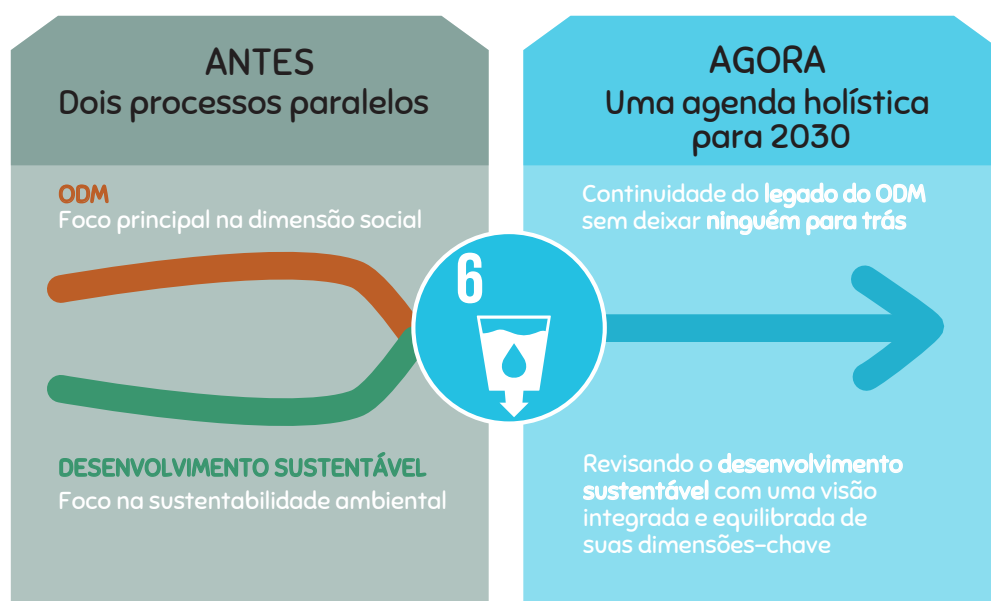 ANTES
Dois processos paralelos
ODM
Foco principal na dimensão social
DESENVOLVIMENTO SUSTENTÁVEL
Foco na sustentabilidade ambiental
6
AGORA
Uma agenda holística
para 2030
Continuidade do legado do ODM
sem deixar ninguém para trás
Revisando o desenvolvimento
sustentável com uma visão
integrada e equilibrada de
suas dimensões-chave